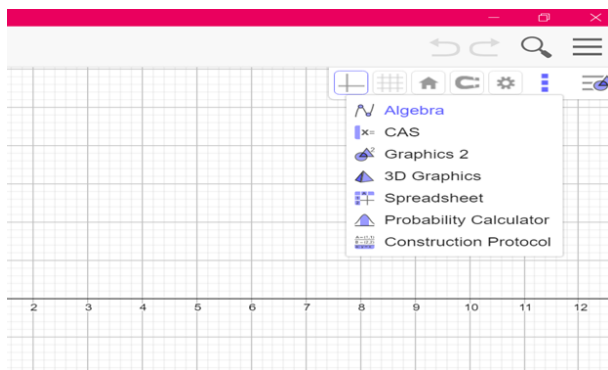 Algebra
x= CAS
2 Graphics 2
3D Graphics
Spreadsheet
Probability Calculator
Construction Protocol
2 3 4 5 6 7 8 9 10 11 12